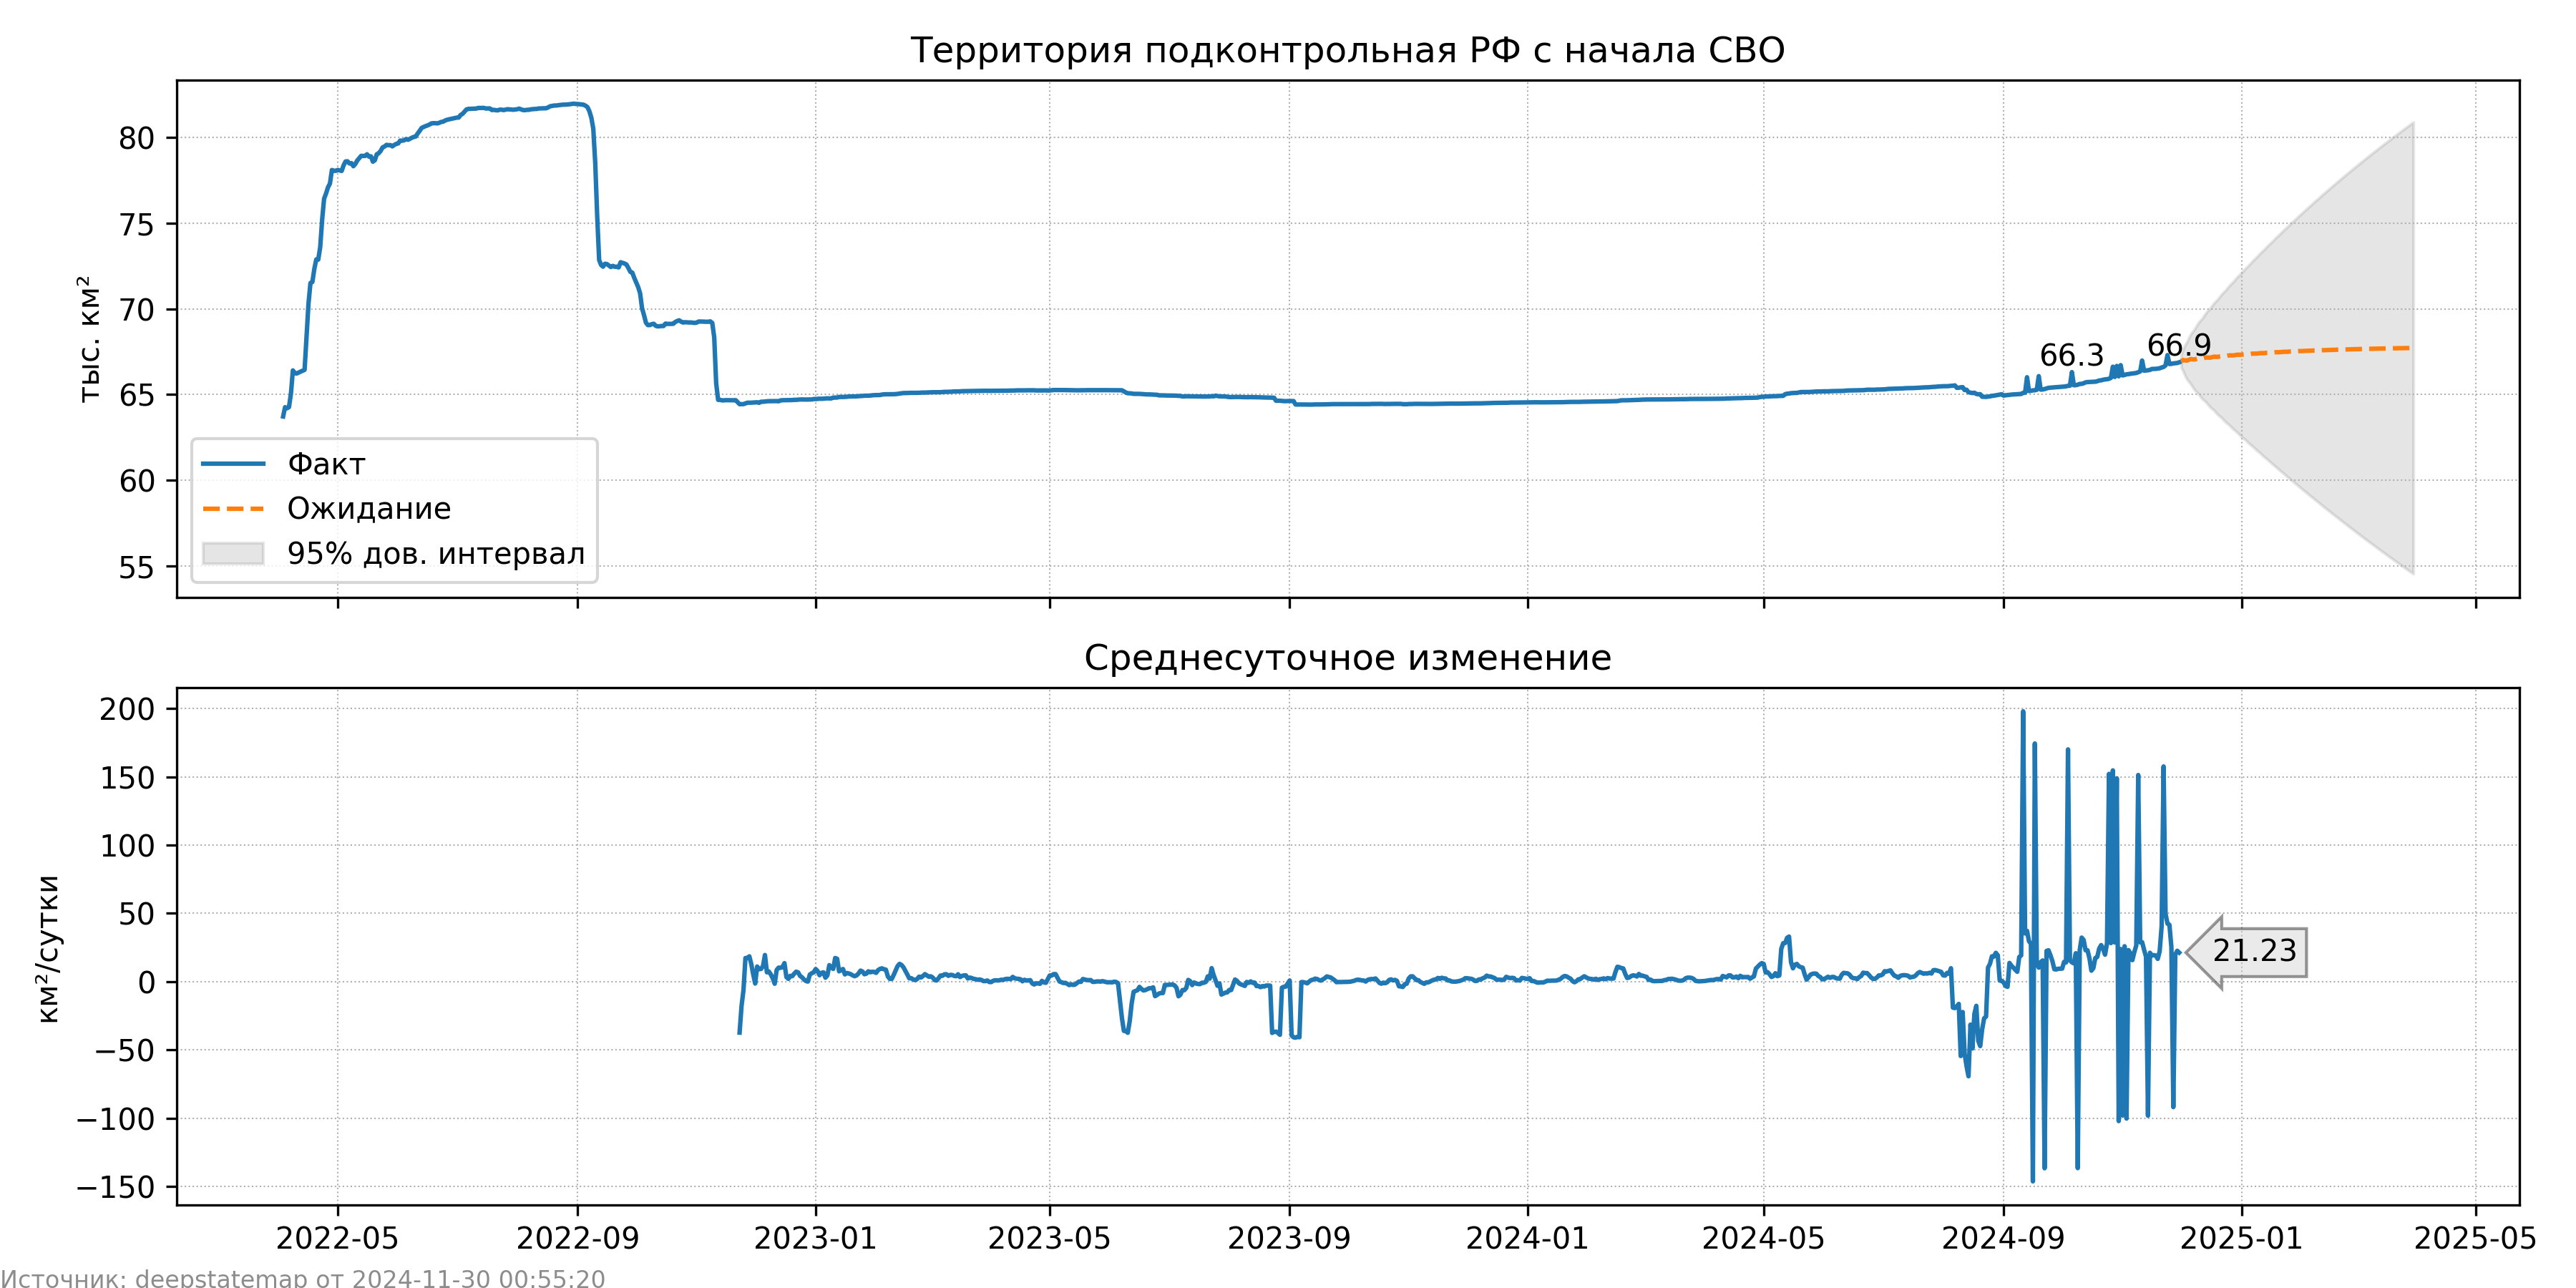 Территория подконтрольная РФ с начала СВО
тыс. км²
80
75
70
65
60
55
66.3
66.9
Факт
Ожидание
95% дов. интервал
Среднесуточное изменение
км²/сутки
200
150
100
50
0
−50
−100
−150
21.23
2022-05 2022-09 2023-01 2023-05 2023-09 2024-01 2024-05 2024-09 2025-01 2025-05
Источник: deepstatemap от 2024-11-30 00:55:20